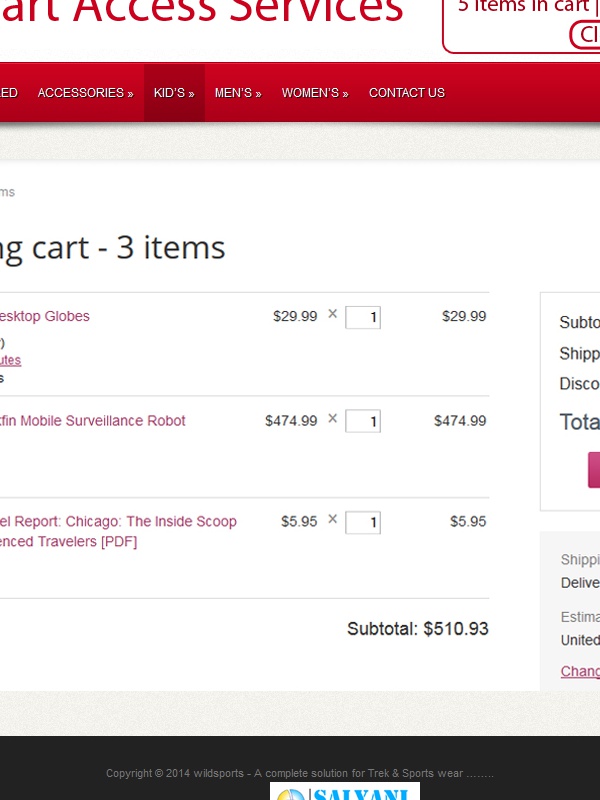 art Access Services
5 items in cart |
Cl
ED ACCESSORIES » KID'S » MEN'S » WOMEN'S » CONTACT US
ms
ng cart - 3 items
esktop Globes $29.99 × 1 $29.99
)
utes
s
fin Mobile Surveillance Robot $474.99 × 1 $474.99
el Report: Chicago: The Inside Scoop $5.95 × 1 $5.95
enced Travelers [PDF]
Subtotal: $510.93
Subto
Shipp
Disco
Tota
Shippi
Delive
Estima
United
Chang
Copyright © 2014 wildsports - A complete solution for Trek & Sports wear ........
SALYANI